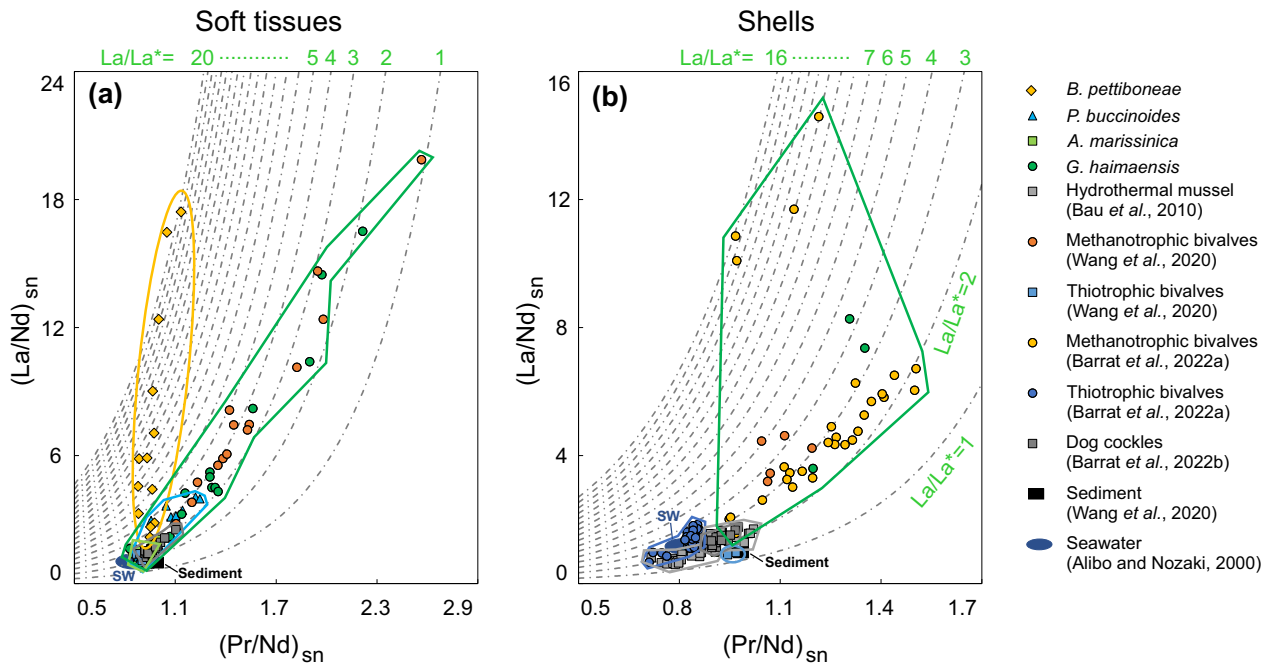 Soft tissues
La/La*= 20 ············ 5 4 3 2 1
(a)
24
18
12
6
0
(La/Nd)sn
SW
Sediment
0.5 1.1 1.7 2.3 2.9
(Pr/Nd)sn
Shells
La/La*= 16 ·········· 7 6 5 4 3
(b)
16
12
8
4
0
(La/Nd)sn
La/La*=2
La/La*=1
SW
Sediment
0.5 0.8 1.1 1.4 1.7
(Pr/Nd)sn
B. pettiboneae
P. buccinoides
A. marissinica
G. haimaensis
Hydrothermal mussel
(Bau et al., 2010)
Methanotrophic bivalves
(Wang et al., 2020)
Thiotrophic bivalves
(Wang et al., 2020)
Methanotrophic bivalves
(Barrat et al., 2022a)
Thiotrophic bivalves
(Barrat et al., 2022a)
Dog cockles
(Barrat et al., 2022b)
Sediment
(Wang et al., 2020)
Seawater
(Alibo and Nozaki, 2000)